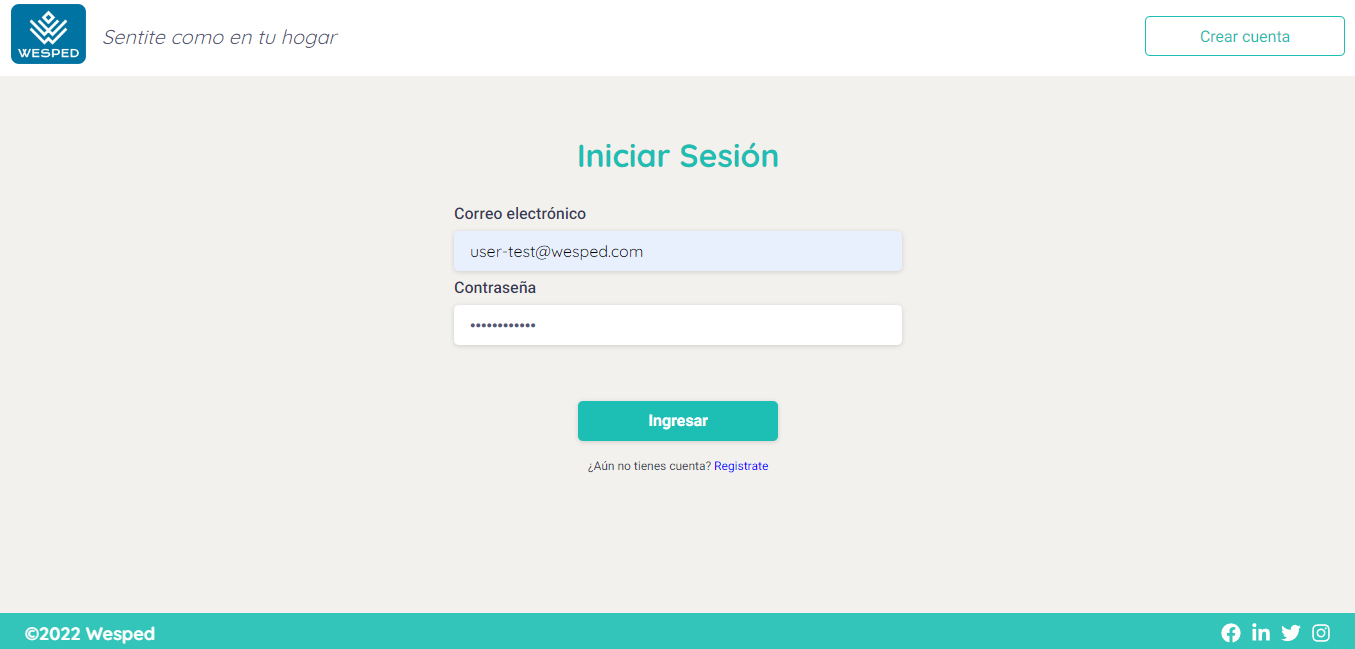 WESPED
Sentite como en tu hogar
Crear cuenta
Iniciar Sesión
Correo electrónico
user-test@wesped.com
Contraseña
••••••••••••
Ingresar
¿Aún no tienes cuenta? Registrate
©2022 Wesped